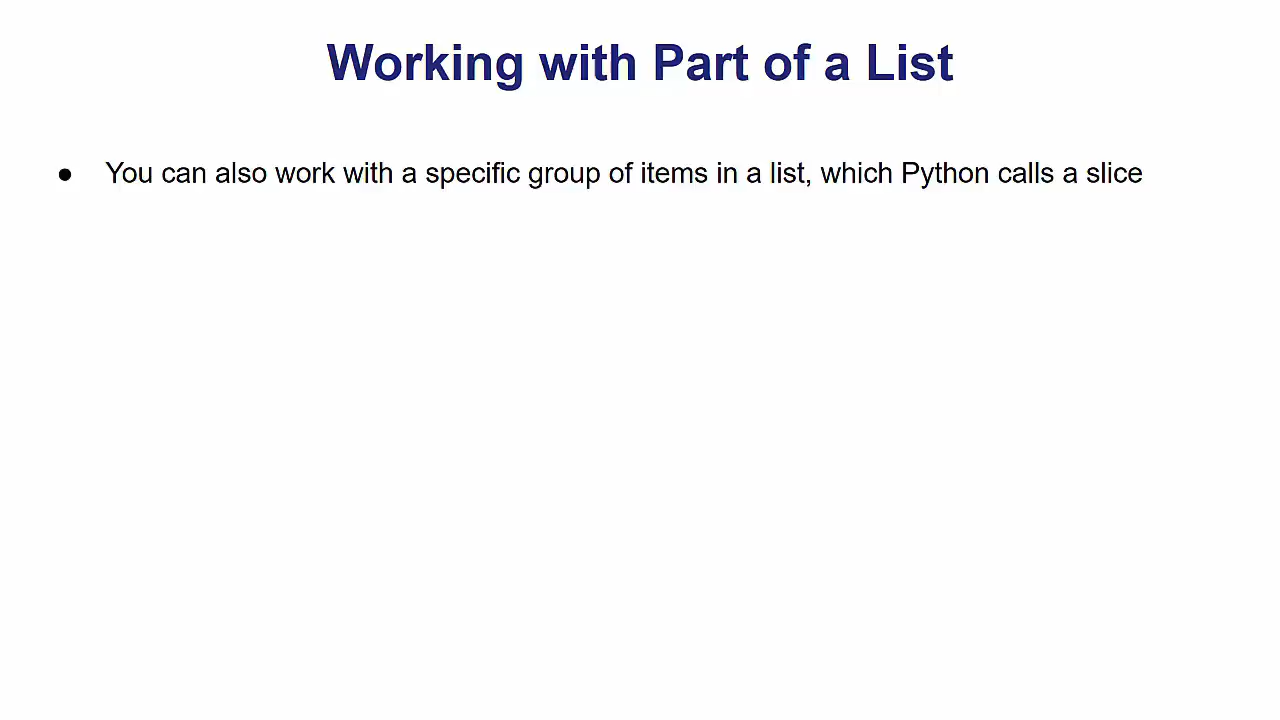 Working with Part of a List
● You can also work with a specific group of items in a list, which Python calls a slice